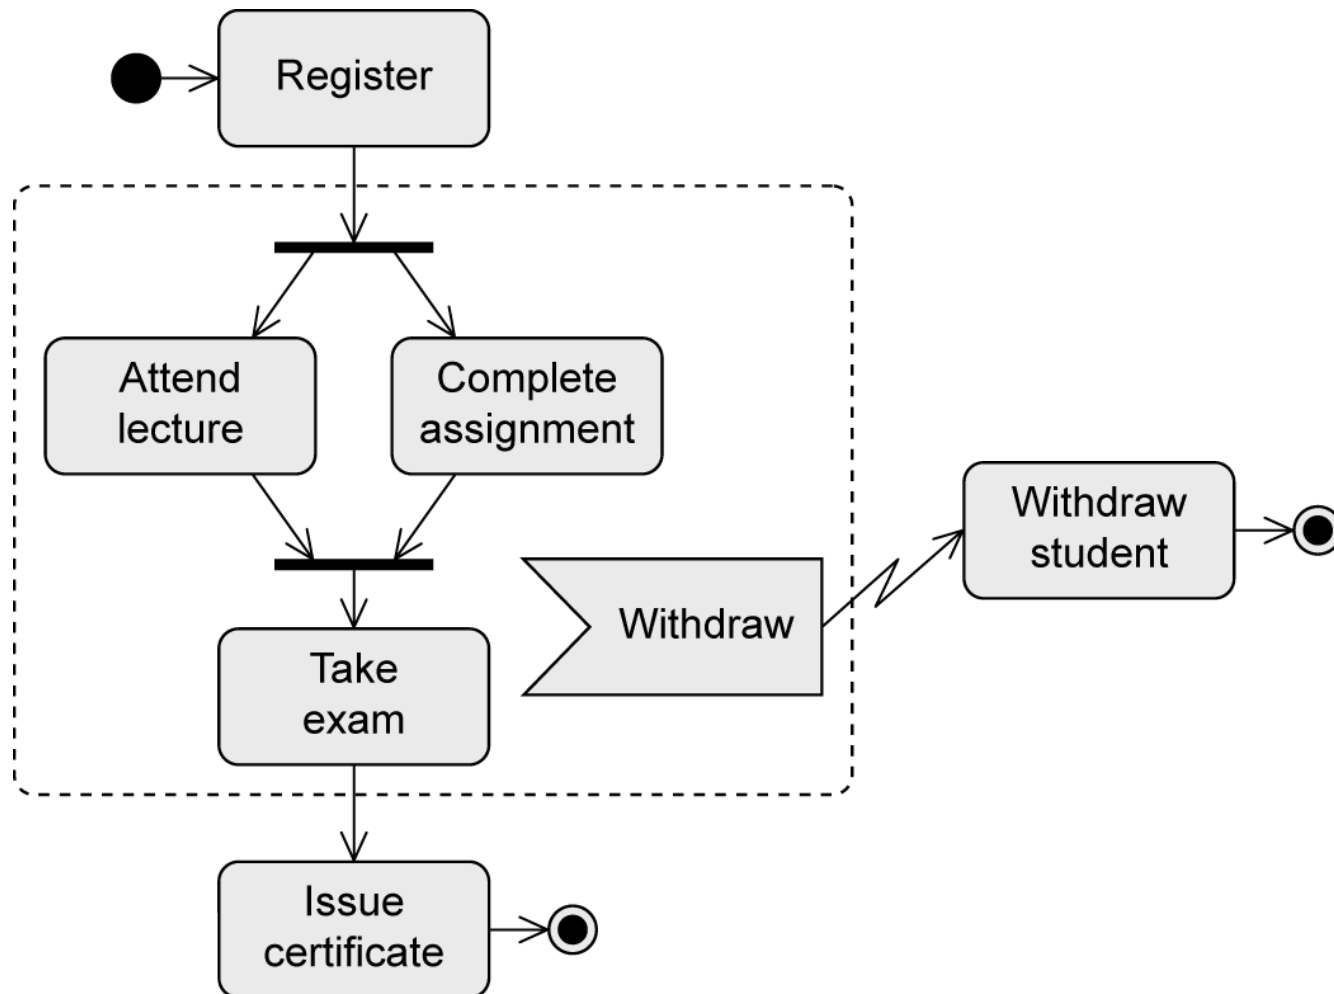 Register
Attend
lecture
Complete
assignment
Withdraw
student
Withdraw
Take
exam
Issue
certificate